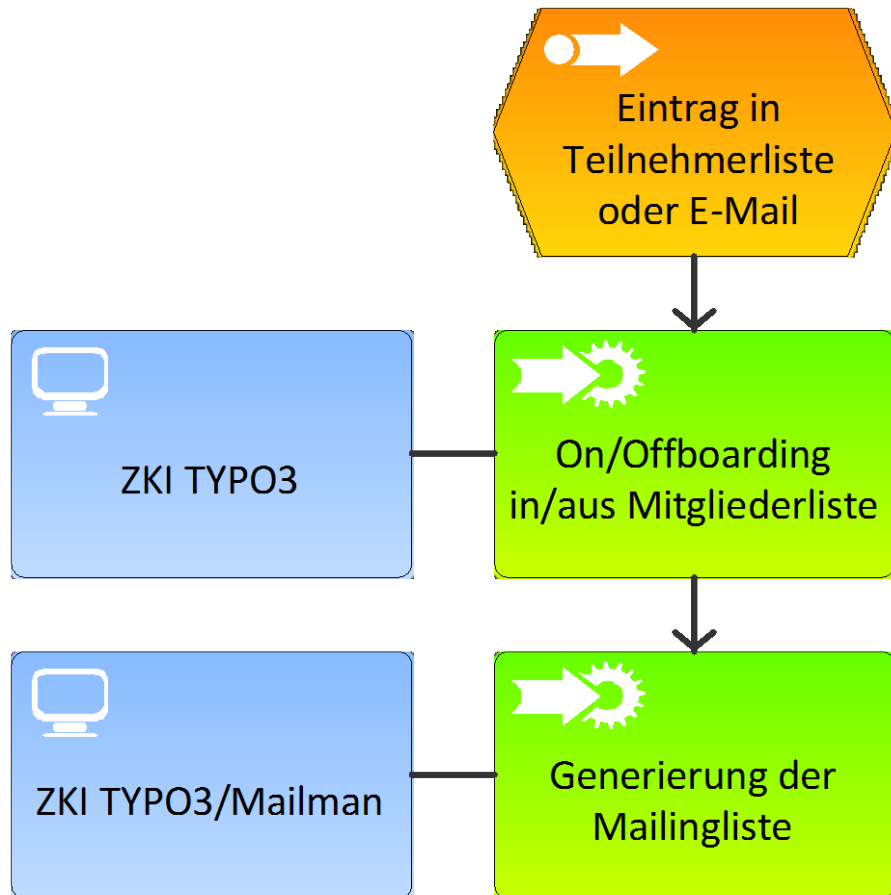 Eintrag in
Teilnehmerliste
oder E-Mail
ZKI TYPO3
On/Offboarding
in/aus Mitgliederliste
ZKI TYPO3/Mailman
Generierung der
Mailingliste